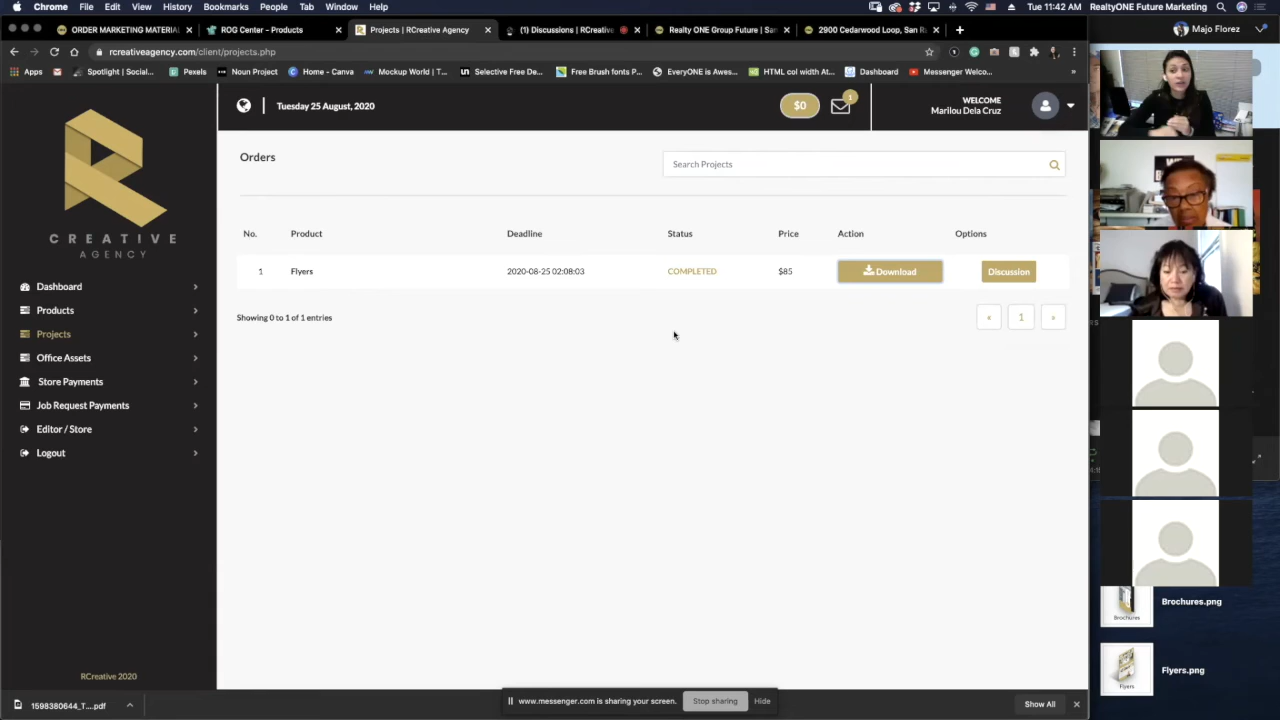 Chrome File Edit View History Bookmarks People Tab Window Help Tue 11:42 AM RealtyONE Future Marketing
ORDER MARKETING MATERIAL ROG Center - Products Projects | RCreative Agency (1) Discussions | RCreative Realty ONE Group Future | San 2900 Cedarwood Loop, San R
Majo Florez
rcreativeagency.com/client/projects.php
Apps Spotlight | Social... Pexels Noun Project Home - Canva Mockup World | T... Selective Free De... Free Brush fonts P... EveryONE is Awes... HTML col width At... Dashboard Messenger Welco... »
Tuesday 25 August, 2020
$0
1
WELCOME
Marilou Dela Cruz
CREATIVE
AGENCY
Dashboard
Products
Projects
Office Assets
Store Payments
Job Request Payments
Editor / Store
Logout
RCreative 2020
Orders
Search Projects
No. Product Deadline Status Price Action Options
1 Flyers 2020-08-25 02:08:03 COMPLETED $85 Download Discussion
Showing 0 to 1 of 1 entries
« 1 »
Brochures.png
Brochures
Flyers.png
Flyers
1598380644_T....pdf
www.messenger.com is sharing your screen. Stop sharing Hide
Show All